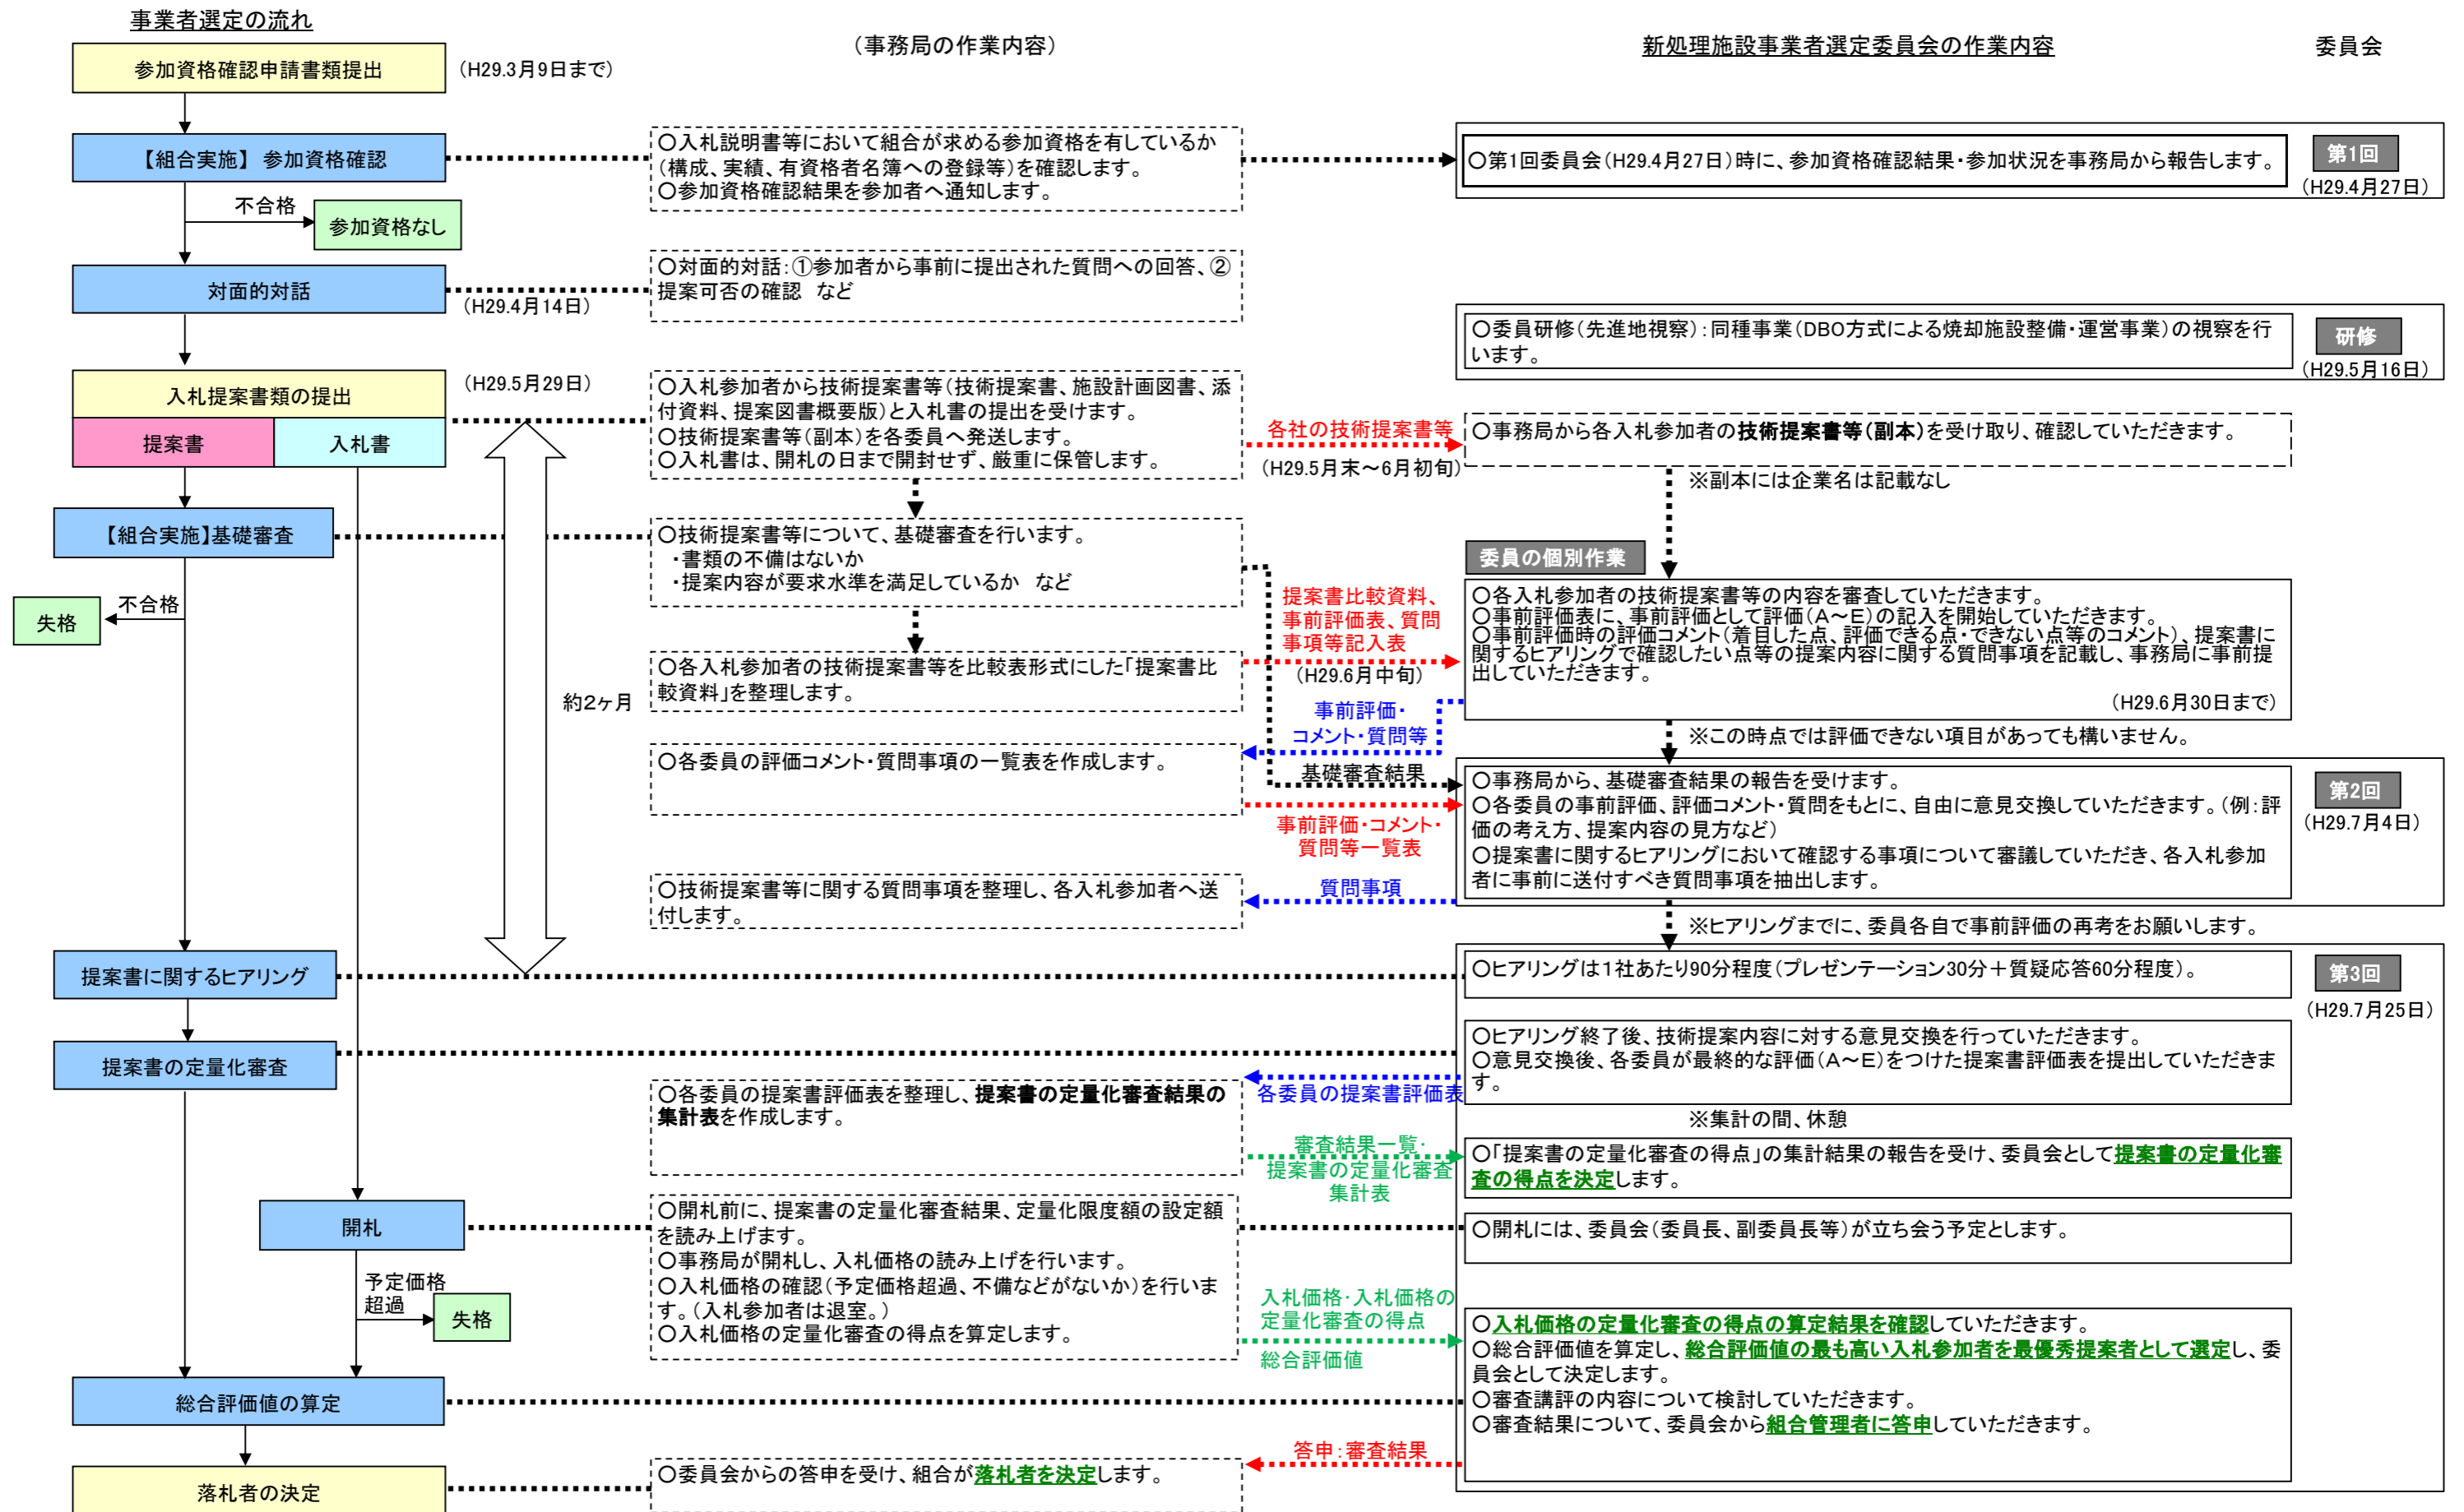 事業者選定の流れ
（事務局の作業内容）
新処理施設事業者選定委員会の作業内容
委員会
参加資格確認申請書類提出
（H29.3月9日まで）
【組合実施】 参加資格確認
〇入札説明書等において組合が求める参加資格を有しているか
（構成、実績、有資格者名簿への登録等）を確認します。
〇参加資格確認結果を参加者へ通知します。
〇第1回委員会（H29.4月27日）時に、参加資格確認結果・参加状況を事務局から報告します。
第1回
（H29.4月27日）
不合格
参加資格なし
対面的対話
（H29.4月14日）
〇対面的対話：①参加者から事前に提出された質問への回答、②
提案可否の確認　など
〇委員研修（先進地視察）：同種事業（DBO方式による焼却施設整備・運営事業）の視察を行
います。
研修
（H29.5月16日）
入札提案書類の提出
（H29.5月29日）
提案書
入札書
〇入札参加者から技術提案書等（技術提案書、施設計画図書、添
付資料、提案図書概要版）と入札書の提出を受けます。
〇技術提案書等（副本）を各委員へ発送します。
〇入札書は、開札の日まで開封せず、厳重に保管します。
各社の技術提案書等
（H29.5月末～6月初旬）
〇事務局から各入札参加者の技術提案書等（副本）を受け取り、確認していただきます。
※副本には企業名は記載なし
【組合実施】基礎審査
〇技術提案書等について、基礎審査を行います。
・書類の不備はないか
・提案内容が要求水準を満足しているか　など
不合格
失格
委員の個別作業
提案書比較資料、
事前評価表、質問
事項等記入表
（H29.6月中旬）
〇各入札参加者の技術提案書等の内容を審査していただきます。
〇事前評価表に、事前評価として評価（A～E）の記入を開始していただきます。
〇事前評価時の評価コメント（着目した点、評価できる点・できない点等のコメント）、提案書に
関するヒアリングで確認したい点等の提案内容に関する質問事項を記載し、事務局に事前提
出していただきます。
（H29.6月30日まで）
〇各入札参加者の技術提案書等を比較表形式にした「提案書比
較資料」を整理します。
約2ヶ月
事前評価・
コメント・質問等
※この時点では評価できない項目があっても構いません。
〇各委員の評価コメント・質問事項の一覧表を作成します。
基礎審査結果
事前評価・コメント・
質問等一覧表
〇事務局から、基礎審査結果の報告を受けます。
〇各委員の事前評価、評価コメント・質問をもとに、自由に意見交換していただきます。（例：評
価の考え方、提案内容の見方など）
〇提案書に関するヒアリングにおいて確認する事項について審議していただき、各入札参加
者に事前に送付すべき質問事項を抽出します。
第2回
（H29.7月4日）
〇技術提案書等に関する質問事項を整理し、各入札参加者へ送
付します。
質問事項
※ヒアリングまでに、委員各自で事前評価の再考をお願いします。
提案書に関するヒアリング
〇ヒアリングは１社あたり90分程度（プレゼンテーション30分＋質疑応答60分程度）。
第3回
（H29.7月25日）
提案書の定量化審査
〇ヒアリング終了後、技術提案内容に対する意見交換を行っていただきます。
〇意見交換後、各委員が最終的な評価（A～E）をつけた提案書評価表を提出していただきま
す。
〇各委員の提案書評価表を整理し、提案書の定量化審査結果の
集計表を作成します。
各委員の提案書評価表
※集計の間、休憩
審査結果一覧・
提案書の定量化審査
集計表
〇「提案書の定量化審査の得点」の集計結果の報告を受け、委員会として提案書の定量化審
査の得点を決定します。
開札
〇開札前に、提案書の定量化審査結果、定量化限度額の設定額
を読み上げます。
〇事務局が開札し、入札価格の読み上げを行います。
〇入札価格の確認（予定価格超過、不備などがないか）を行いま
す。（入札参加者は退室。）
〇入札価格の定量化審査の得点を算定します。
〇開札には、委員会（委員長、副委員長等）が立ち会う予定とします。
予定価格
超過
失格
入札価格・入札価格の
定量化審査の得点
総合評価値
〇入札価格の定量化審査の得点の算定結果を確認していただきます。
〇総合評価値を算定し、総合評価値の最も高い入札参加者を最優秀提案者として選定し、委
員会として決定します。
〇審査講評の内容について検討していただきます。
〇審査結果について、委員会から組合管理者に答申していただきます。
総合評価値の算定
答申：審査結果
落札者の決定
〇委員会からの答申を受け、組合が落札者を決定します。